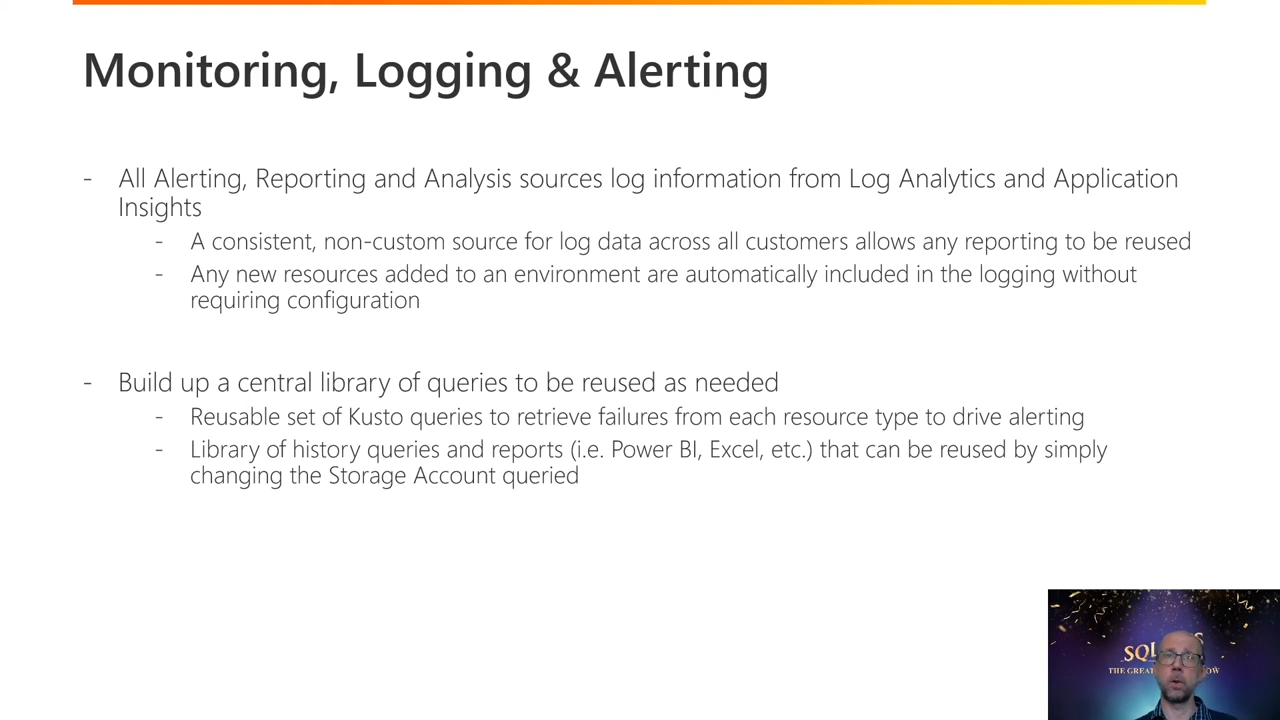 Monitoring, Logging & Alerting
- All Alerting, Reporting and Analysis sources log information from Log Analytics and Application
Insights
- A consistent, non-custom source for log data across all customers allows any reporting to be reused
- Any new resources added to an environment are automatically included in the logging without
requiring configuration
- Build up a central library of queries to be reused as needed
- Reusable set of Kusto queries to retrieve failures from each resource type to drive alerting
- Library of history queries and reports (i.e. Power BI, Excel, etc.) that can be reused by simply
changing the Storage Account queried
THE